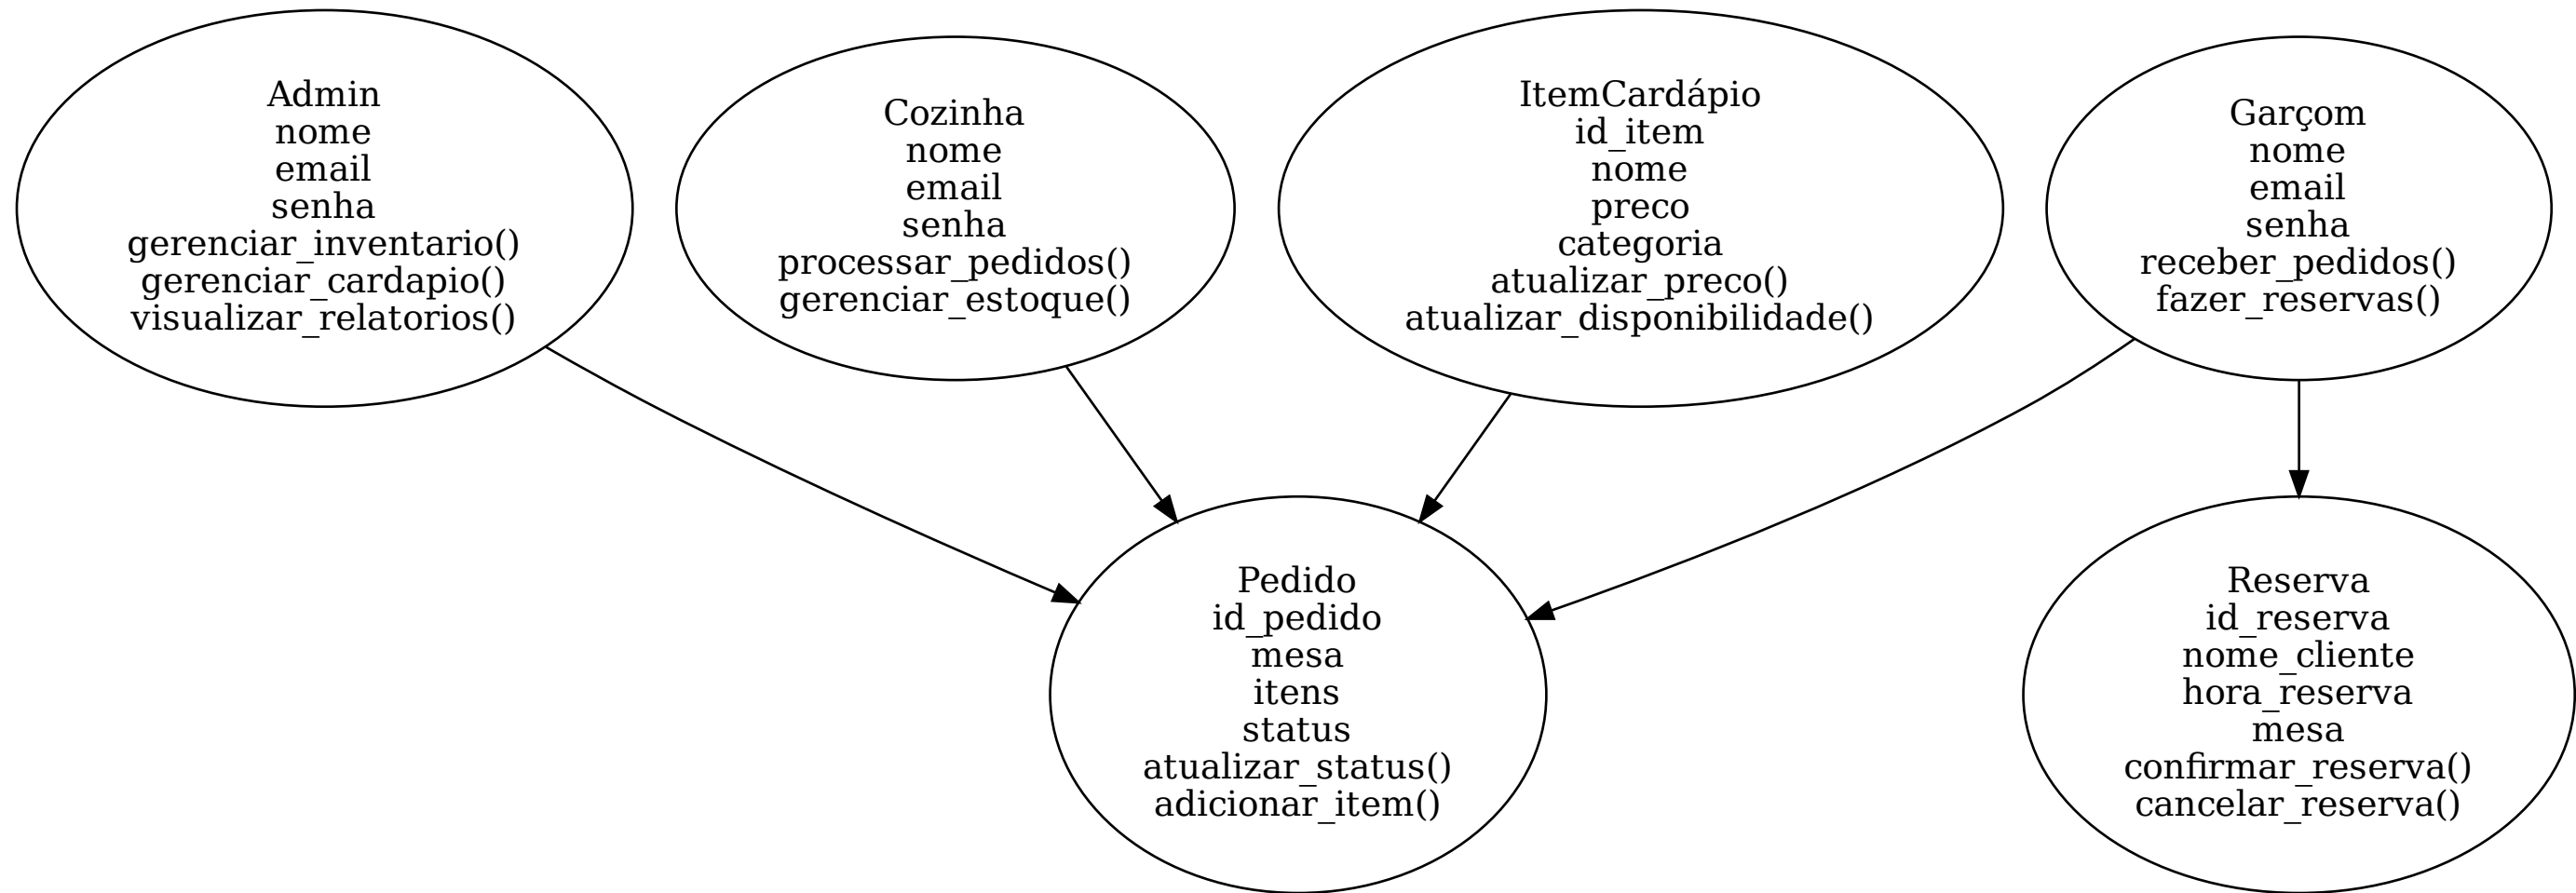 Admin
nome
email
senha
gerenciar_inventario()
gerenciar_cardapio()
visualizar_relatorios()
Cozinha
nome
email
senha
processar_pedidos()
gerenciar_estoque()
ItemCardápio
id_item
nome
preco
categoria
atualizar_preco()
atualizar_disponibilidade()
Garçom
nome
email
senha
receber_pedidos()
fazer_reservas()
Pedido
id_pedido
mesa
itens
status
atualizar_status()
adicionar_item()
Reserva
id_reserva
nome_cliente
hora_reserva
mesa
confirmar_reserva()
cancelar_reserva()